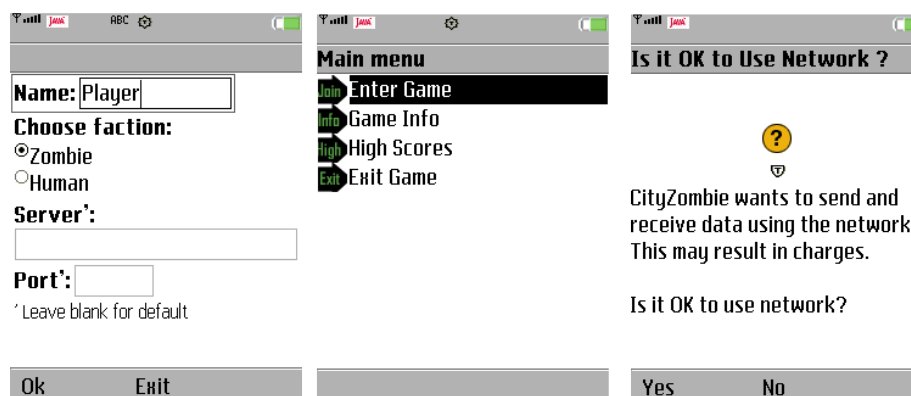 JAVA ABC
Name: Player
Choose faction:
Zombie
Human
Server*:
Port*:
* Leave blank for default
Ok Exit
JAVA
Main menu
Join Enter Game
Info Game Info
High High Scores
Exit Exit Game
JAVA
Is it OK to Use Network ?
?
CityZombie wants to send and
receive data using the network
This may result in charges.
Is it OK to use network?
Yes No